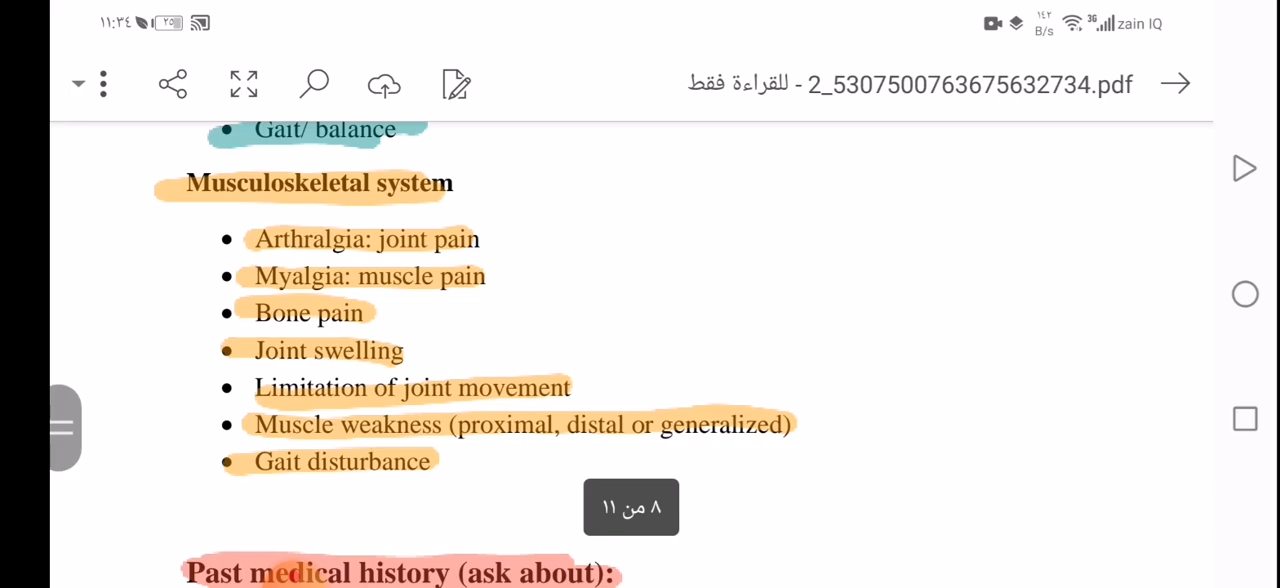 ١١:٣٤ ٢٥ ١٤٢ B/s 3G zain IQ
2_5307500763675632734.pdf - للقراءة فقط
• Gait/ balance
Musculoskeletal system
• Arthralgia: joint pain
• Myalgia: muscle pain
• Bone pain
• Joint swelling
• Limitation of joint movement
• Muscle weakness (proximal, distal or generalized)
• Gait disturbance
٨ من ١١
Past medical history (ask about):